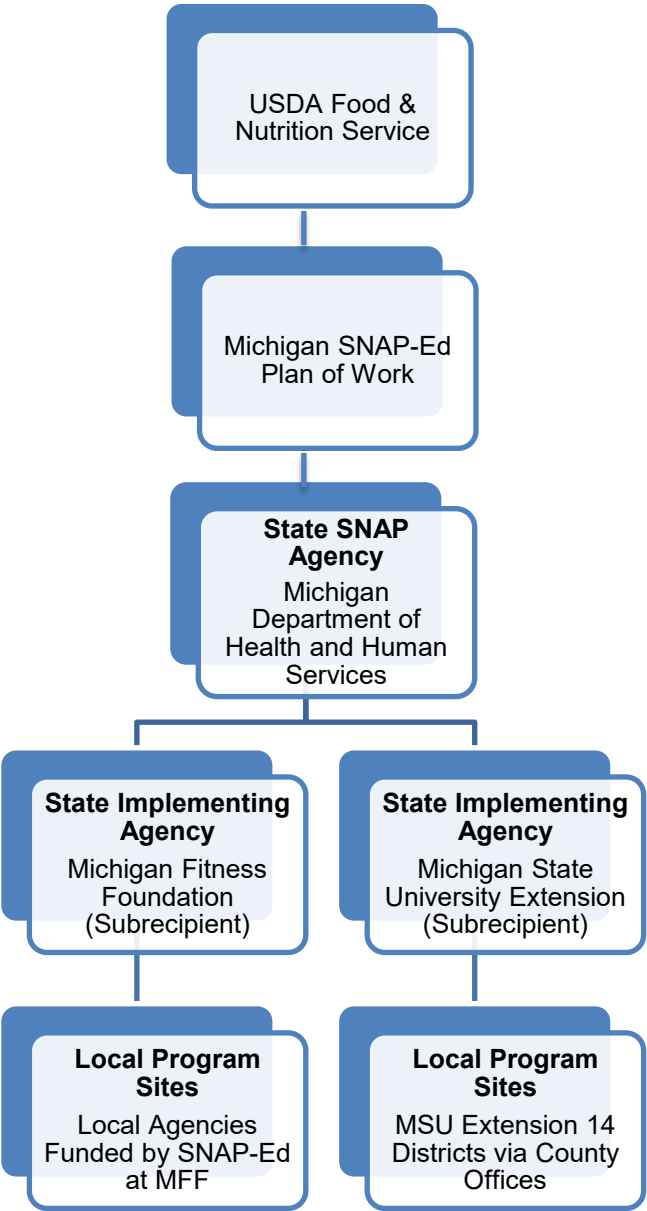 USDA Food &
Nutrition Service
Michigan SNAP-Ed
Plan of Work
State SNAP
Agency
Michigan
Department of
Health and Human
Services
State Implementing
Agency
Michigan Fitness
Foundation
(Subrecipient)
State Implementing
Agency
Michigan State
University Extension
(Subrecipient)
Local Program
Sites
Local Agencies
Funded by SNAP-Ed
at MFF
Local Program
Sites
MSU Extension 14
Districts via County
Offices